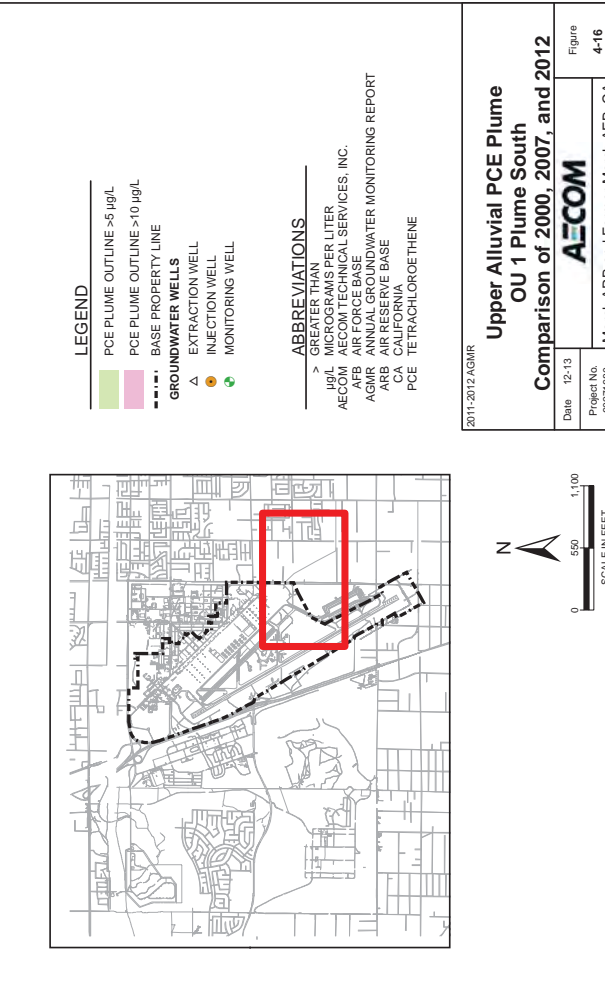 LEGEND
PCE PLUME OUTLINE >5 µg/L
PCE PLUME OUTLINE >10 µg/L
BASE PROPERTY LINE
GROUNDWATER WELLS
EXTRACTION WELL
INJECTION WELL
MONITORING WELL
ABBREVIATIONS
> GREATER THAN
µg/L MICROGRAMS PER LITER
AECOM AECOM TECHNICAL SERVICES, INC.
AFB AIR FORCE BASE
AGMR ANNUAL GROUNDWATER MONITORING REPORT
ARB AIR RESERVE BASE
CA CALIFORNIA
PCE TETRACHLOROETHENE
2011-2012 AGMR
Upper Alluvial PCE Plume
OU 1 Plume South
Comparison of 2000, 2007, and 2012
Date 12-13
Project No.
AECOM
Figure
4-16
N
0 550 1,100
SCALE IN FEET